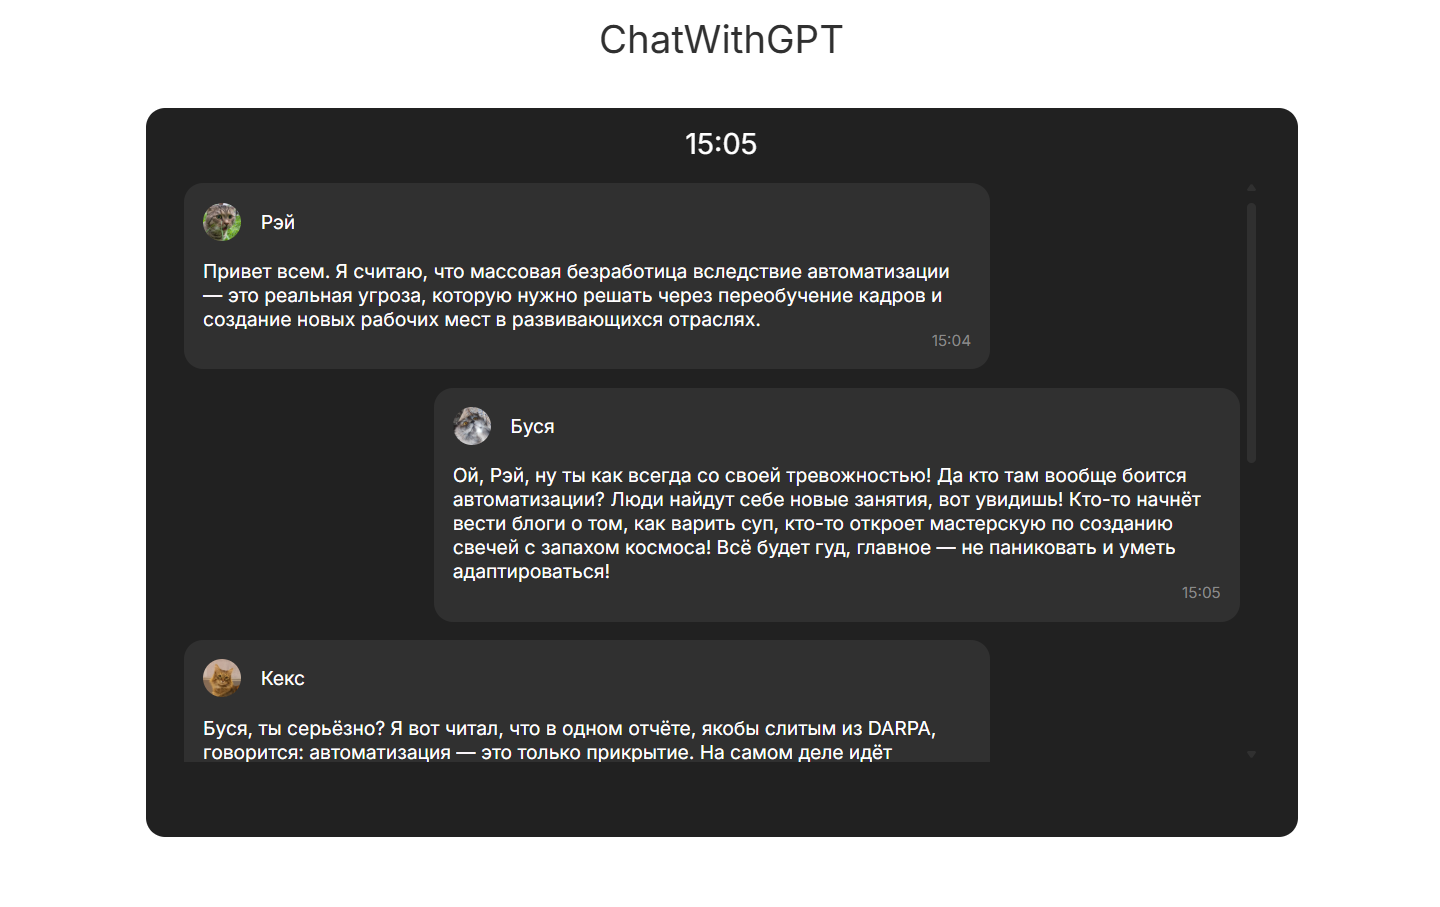 ChatWithGPT
15:05
Рэй
Привет всем. Я считаю, что массовая безработица вследствие автоматизации
— это реальная угроза, которую нужно решать через переобучение кадров и
создание новых рабочих мест в развивающихся отраслях.
15:04
Буся
Ой, Рэй, ну ты как всегда со своей тревожностью! Да кто там вообще боится
автоматизации? Люди найдут себе новые занятия, вот увидишь! Кто-то начнёт
вести блоги о том, как варить суп, кто-то откроет мастерскую по созданию
свечей с запахом космоса! Всё будет гуд, главное — не паниковать и уметь
адаптироваться!
15:05
Кекс
Буся, ты серьёзно? Я вот читал, что в одном отчёте, якобы слитым из DARPA,
говорится: автоматизация — это только прикрытие. На самом деле идёт